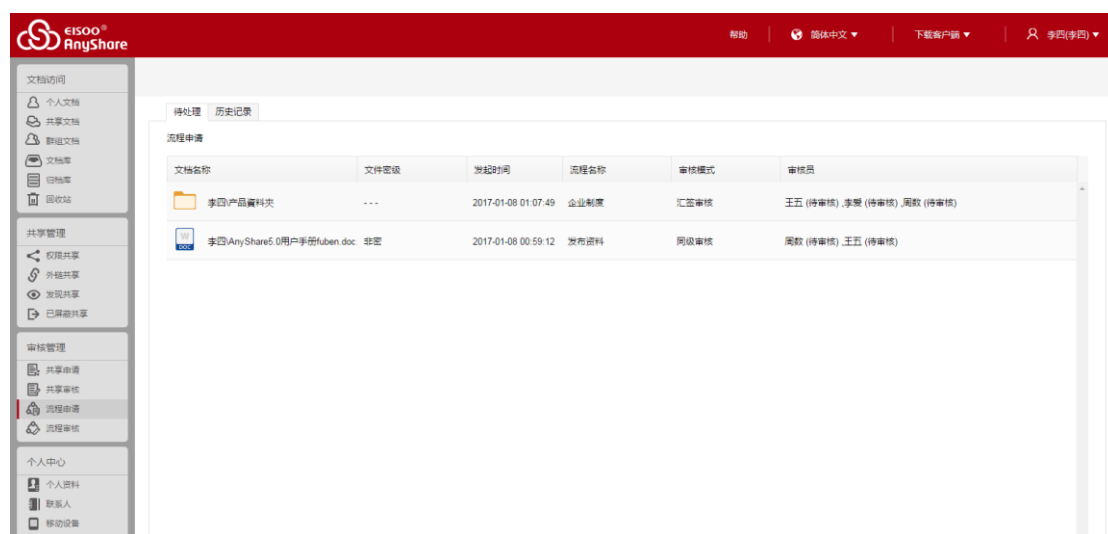 EISOO®
AnyShare
帮助
简体中文▼
下载客户端▼
李四(李四)▼
文档访问
个人文档
共享文档
群组文档
文档库
归档库
回收站
共享管理
权限共享
外链共享
发现共享
已屏蔽共享
审核管理
共享申请
共享审核
流程申请
流程审核
个人中心
个人资料
联系人
移动设备
待处理 历史记录
流程申请
文档名称 文件密级 发起时间 流程名称 审核模式 审核员
李四\产品資料夹 --- 2017-01-08 01:07:49 企业制度 汇签审核 王五 (待审核) ,李爱 (待审核) ,周数 (待审核)
W DOC 李四\AnyShare5.0用户手册fuben.doc 非密 2017-01-08 00:59:12 发布资料 同级审核 周数 (待审核) ,王五 (待审核)